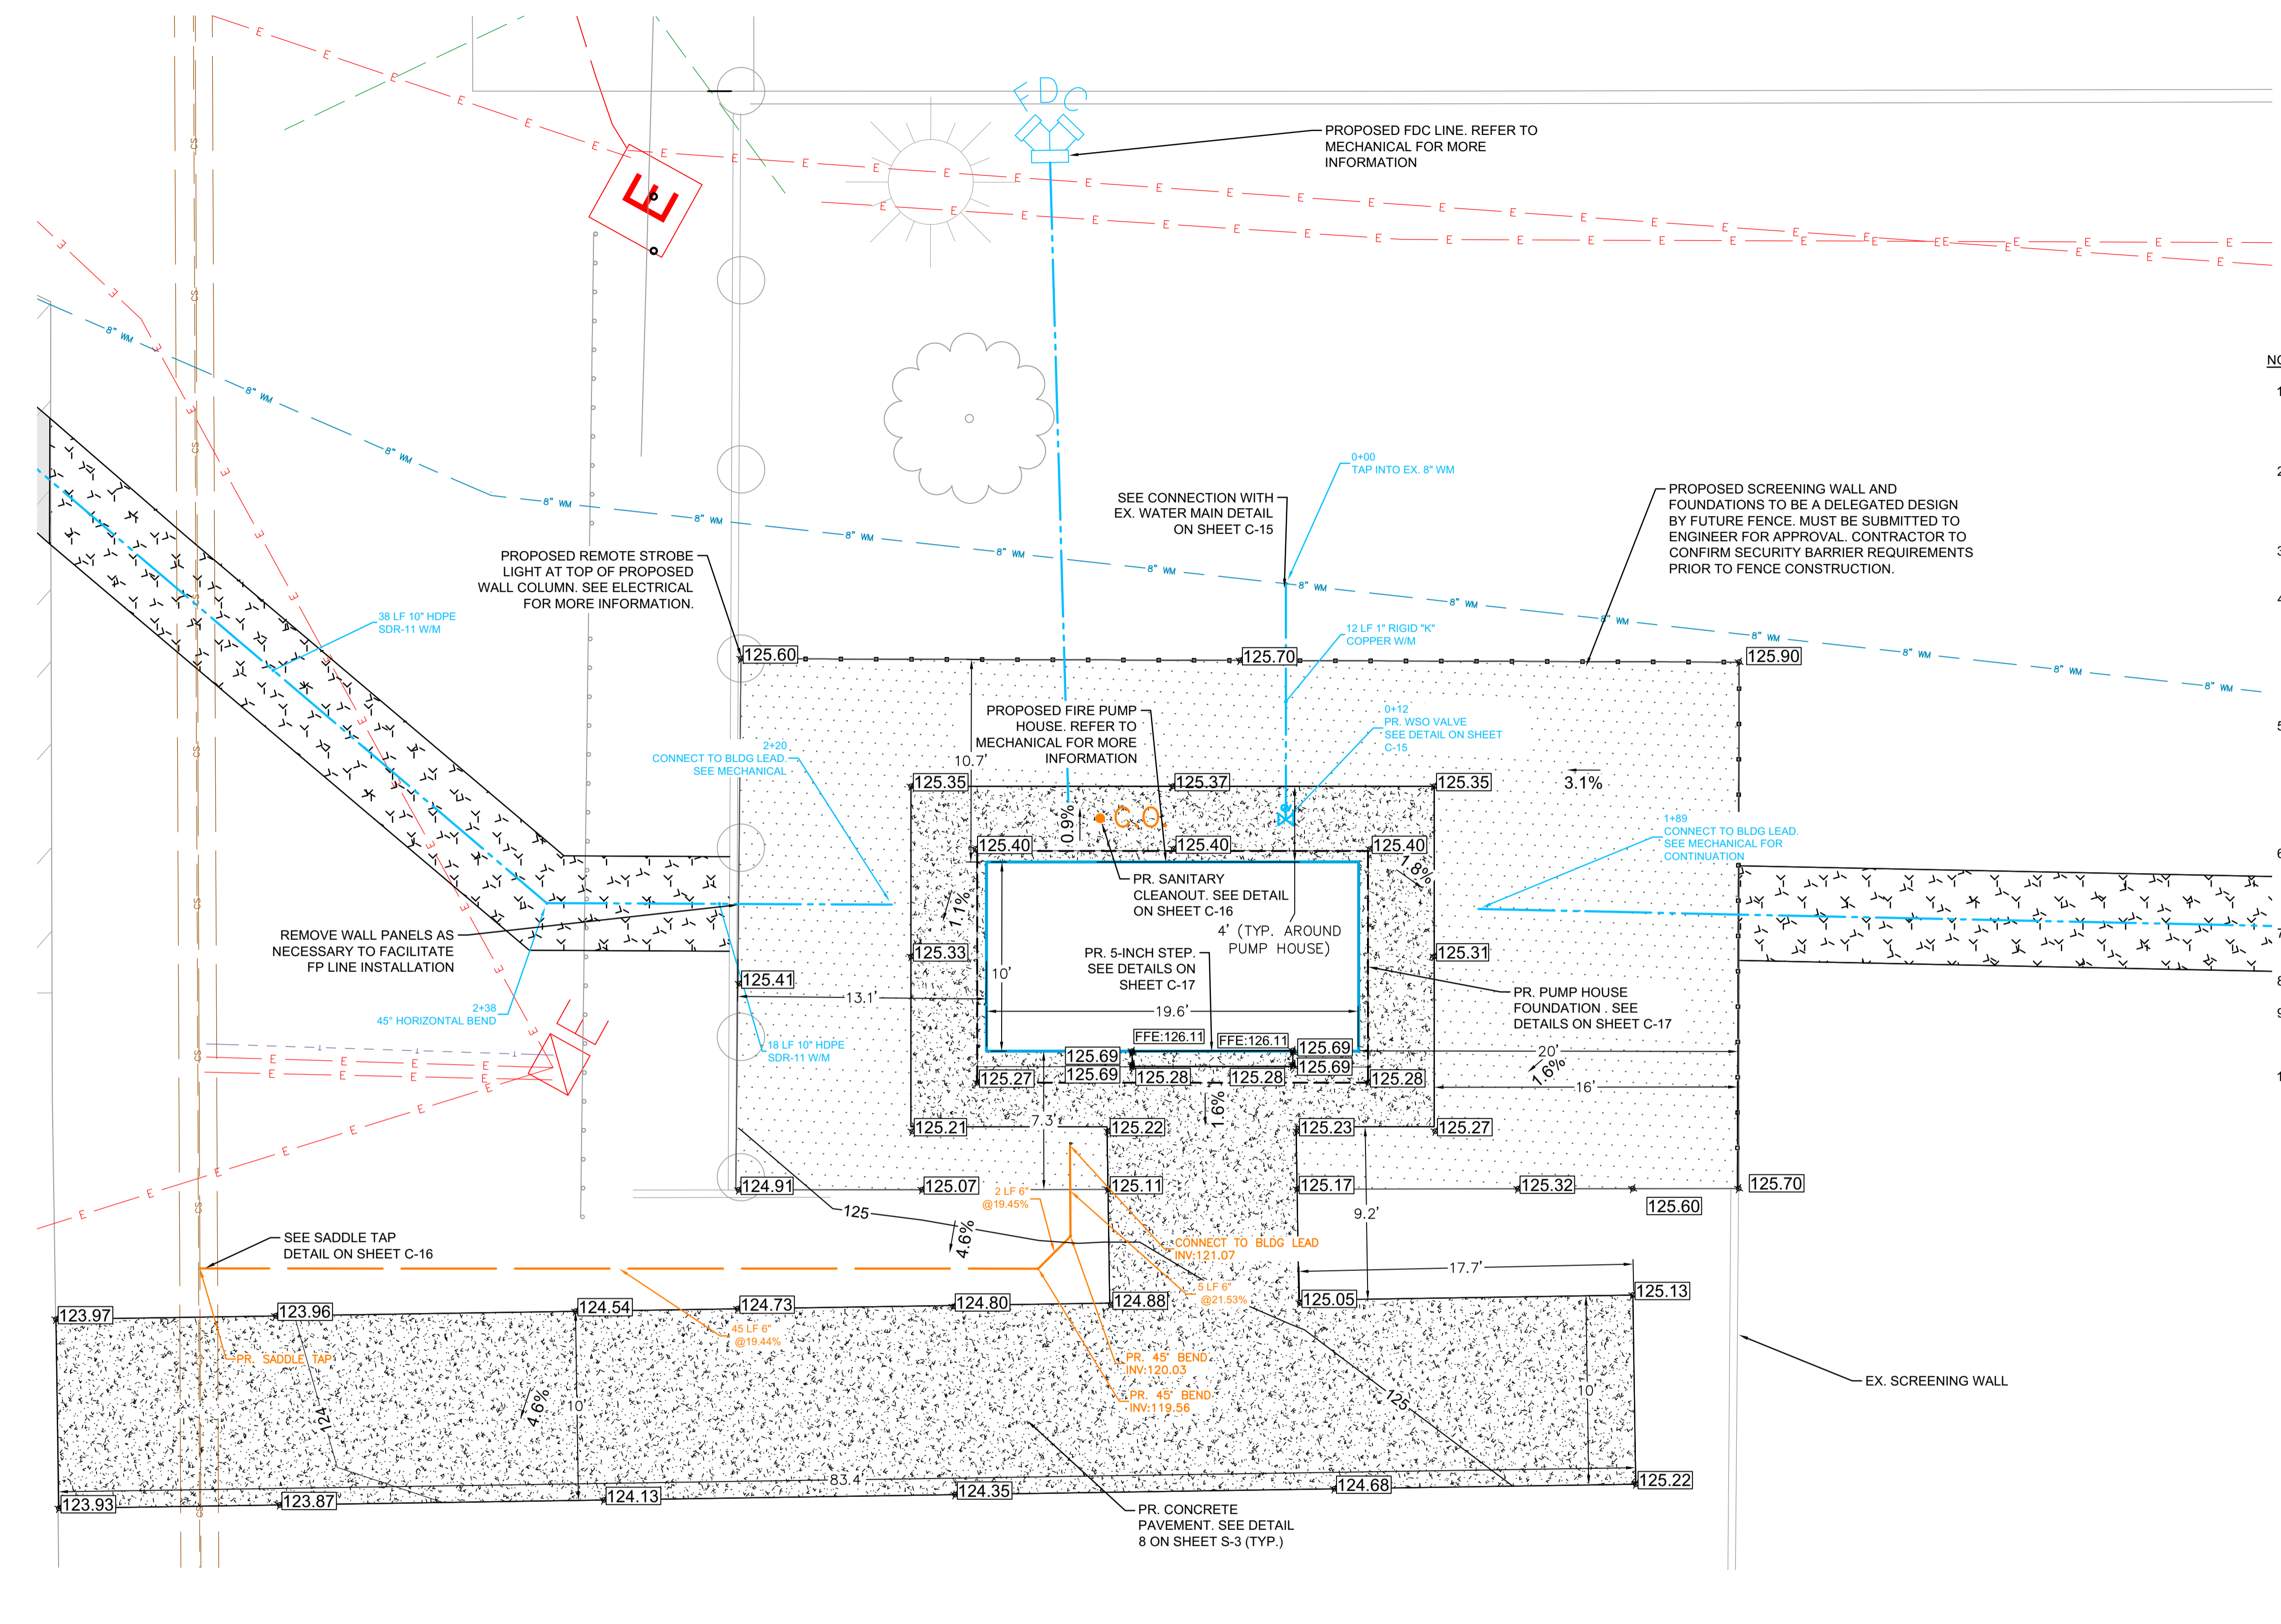 FDC
PROPOSED FDC LINE. REFER TO
MECHANICAL FOR MORE
INFORMATION
E
8" WM
CS
0+00
TAP INTO EX. 8" WM
SEE CONNECTION WITH
EX. WATER MAIN DETAIL
ON SHEET C-15
PROPOSED SCREENING WALL AND
FOUNDATIONS TO BE A DELEGATED DESIGN
BY FUTURE FENCE. MUST BE SUBMITTED TO
ENGINEER FOR APPROVAL. CONTRACTOR TO
CONFIRM SECURITY BARRIER REQUIREMENTS
PRIOR TO FENCE CONSTRUCTION.
PROPOSED REMOTE STROBE
LIGHT AT TOP OF PROPOSED
WALL COLUMN. SEE ELECTRICAL
FOR MORE INFORMATION.
38 LF 10" HDPE
SDR-11 W/M
12 LF 1" RIGID "K"
COPPER W/M
125.60
125.70
125.90
PROPOSED FIRE PUMP
HOUSE. REFER TO
MECHANICAL FOR MORE
INFORMATION
0+12
PR. WSO VALVE
SEE DETAIL ON SHEET
C-15
2+20
CONNECT TO BLDG LEAD.
SEE MECHANICAL
10.7'
125.35
125.37
125.35
3.1%
0.9%
C.O.
1+89
CONNECT TO BLDG LEAD.
SEE MECHANICAL FOR
CONTINUATION
125.40
125.40
125.40
1.8%
1.1%
PR. SANITARY
CLEANOUT. SEE DETAIL
ON SHEET C-16
4' (TYP. AROUND
PUMP HOUSE)
REMOVE WALL PANELS AS
NECESSARY TO FACILITATE
FP LINE INSTALLATION
125.33
125.31
PR. 5-INCH STEP.
SEE DETAILS ON
SHEET C-17
10'
125.41
13.1'
19.6'
PR. PUMP HOUSE
FOUNDATION . SEE
DETAILS ON SHEET C-17
2+38
45° HORIZONTAL BEND
18 LF 10" HDPE
SDR-11 W/M
FFE:126.11
FFE:126.11
125.69
125.69
125.69
125.69
20'
1.6%
16'
125.27
125.28
125.28
125.28
1.6%
125.21
7.3'
125.22
125.23
125.27
124.91
125.07
125.11
125.17
125.32
125.70
125.60
2 LF 6"
@19.45%
125
9.2'
4.6%
SEE SADDLE TAP
DETAIL ON SHEET C-16
CONNECT TO BLDG LEAD
INV:121.07
17.7'
5 LF 6"
@21.53%
123.97
123.96
124.54
124.73
124.80
124.88
125.05
125.13
45 LF 6"
@19.44%
PR. SADDLE TAP
PR. 45° BEND
INV:120.03
PR. 45° BEND
INV:119.56
EX. SCREENING WALL
124
4.6%
10'
125
10'
83.4'
123.93
123.87
124.13
124.35
124.68
125.22
PR. CONCRETE
PAVEMENT. SEE DETAIL
8 ON SHEET S-3 (TYP.)